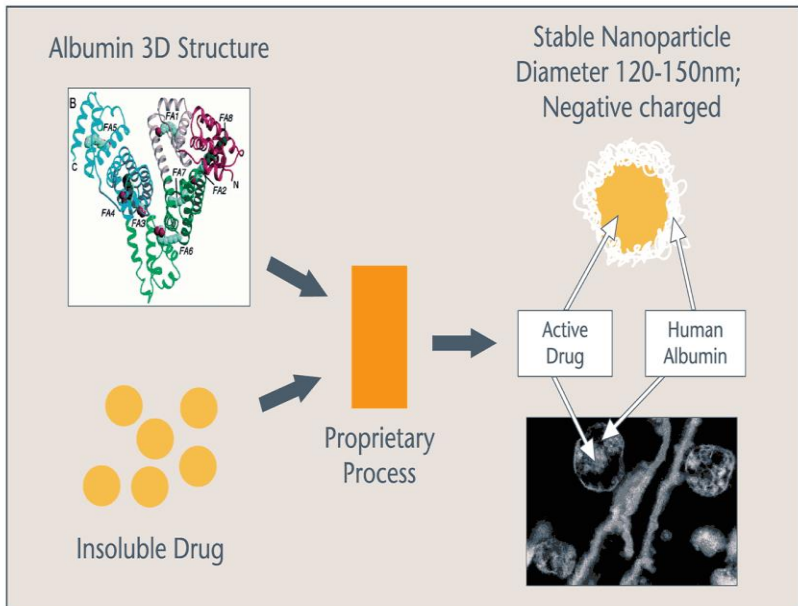 Albumin 3D Structure
B
FA5
C
FA4
FA3
FA1
FA8
FA7
N
FA2
FA6
Insoluble Drug
Proprietary
Process
Stable Nanoparticle
Diameter 120-150nm;
Negative charged
Active
Drug
Human
Albumin